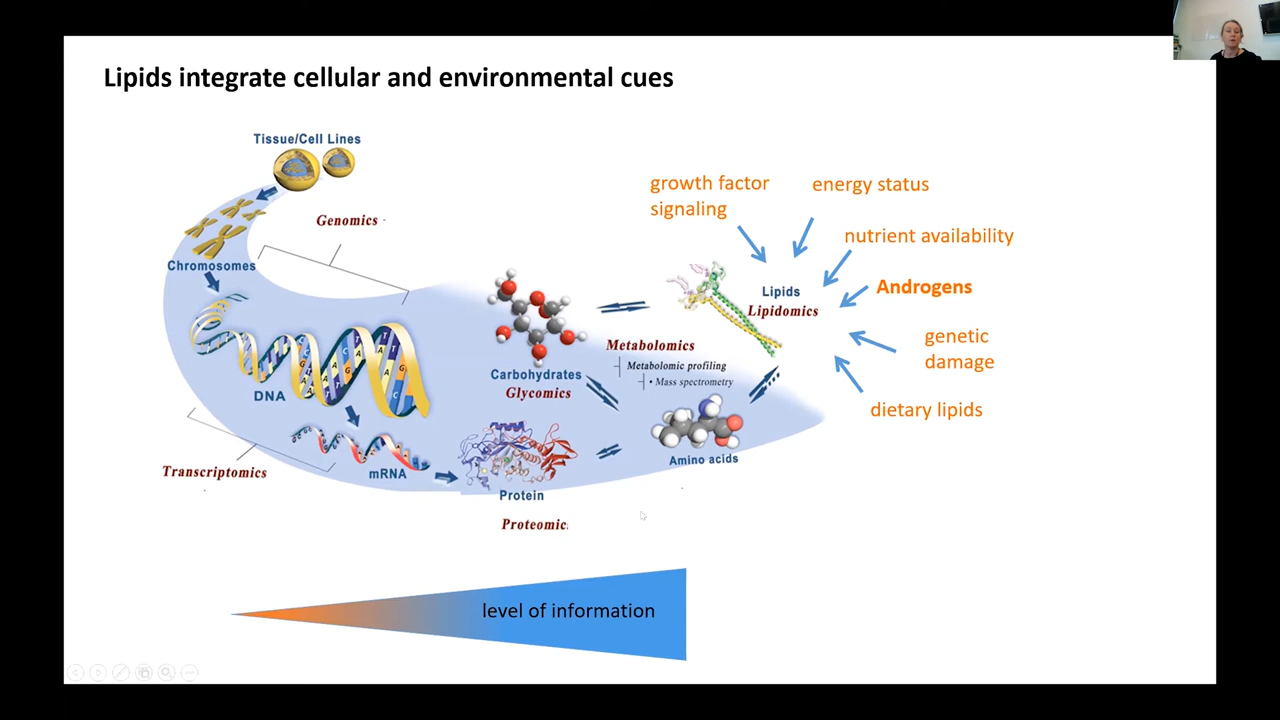 Lipids integrate cellular and environmental cues
Tissue/Cell Lines
Genomics
Chromosomes
DNA
Transcriptomics
mRNA
Protein
Proteomic
Carbohydrates
Glycomics
Metabolomics
Metabolomic profiling
• Mass spectrometry
Amino acids
Lipids
Lipidomics
growth factor
signaling
energy status
nutrient availability
Androgens
genetic
damage
dietary lipids
level of information